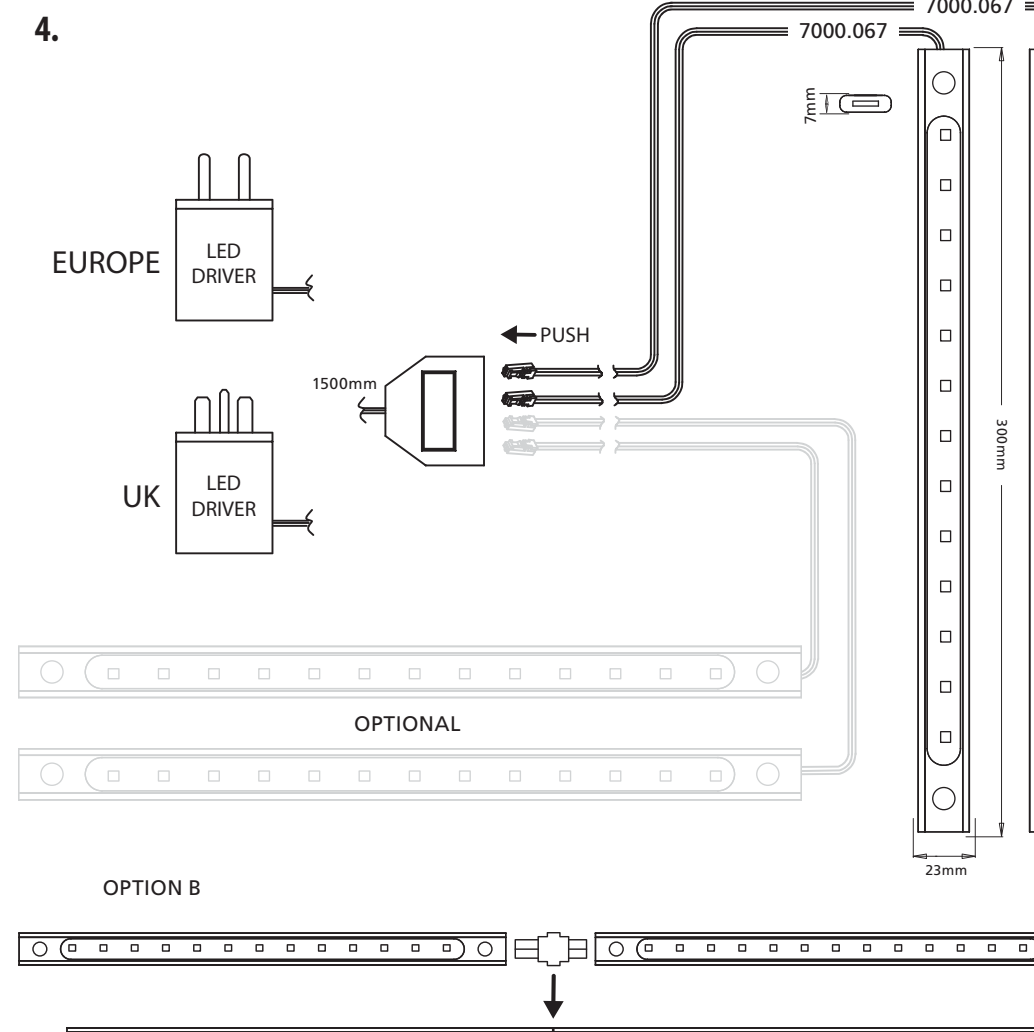 4.
7000.067
7000.067
7mm
EUROPE
LED
DRIVER
PUSH
1500mm
300mm
UK
LED
DRIVER
OPTIONAL
23mm
OPTION B